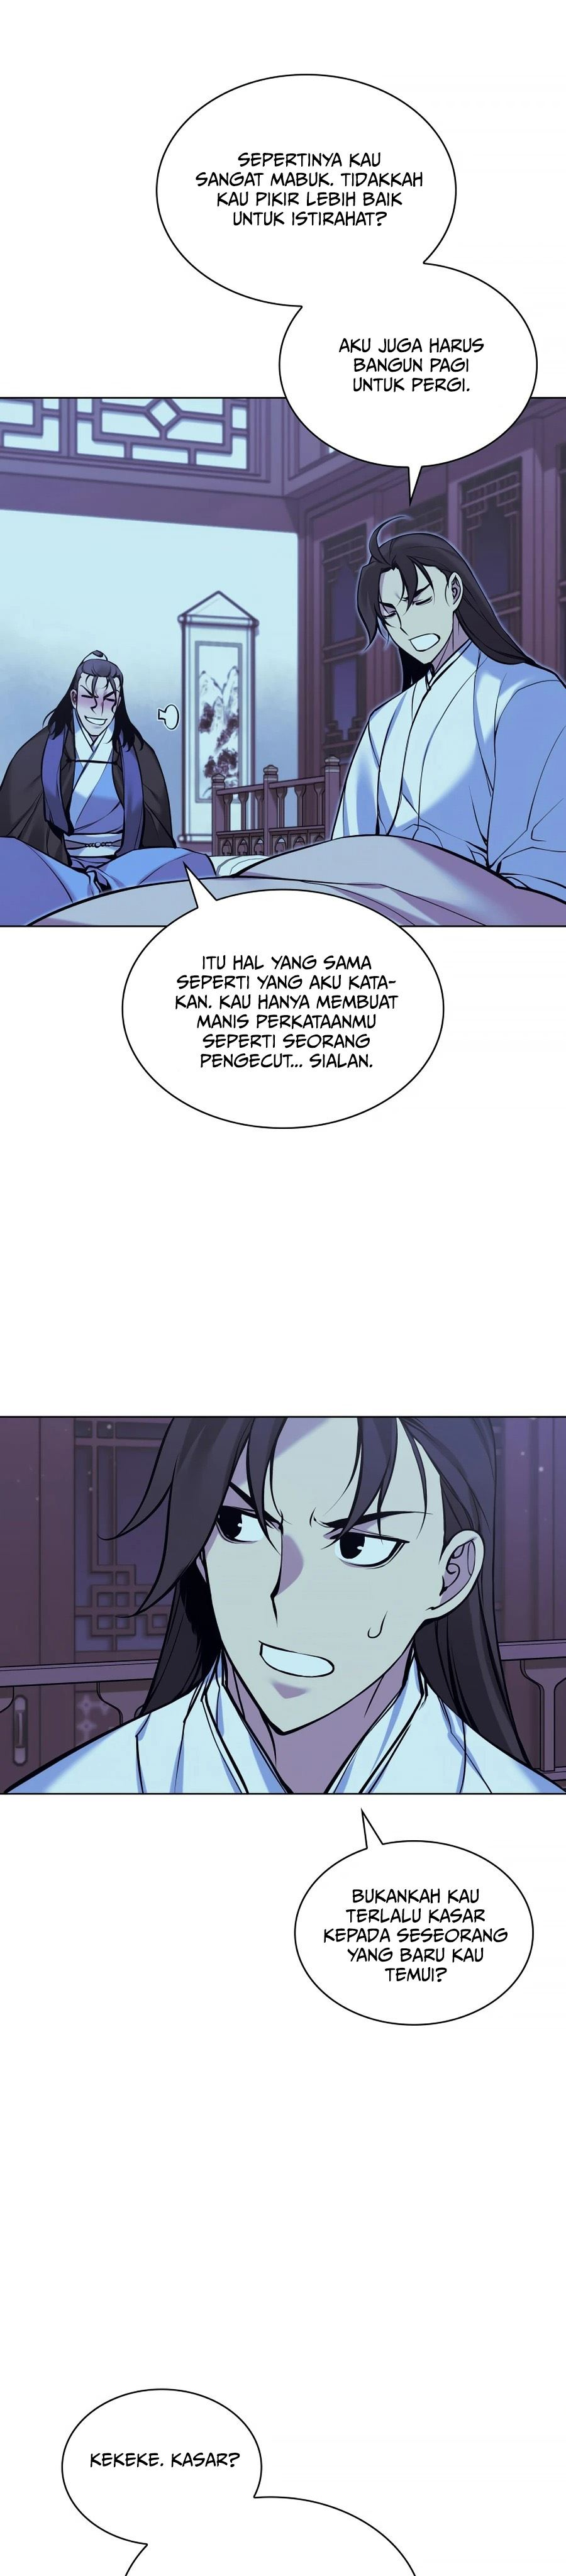 SEPERTINYA KAU
SANGAT MABUK. TIDAKKAH
KAU PIKIR LEBIH BAIK
UNTUK ISTIRAHAT?
AKU JUGA HARUS
BANGUN PAGI
UNTUK PERGI.
ITU HAL YANG SAMA
SEPERTI YANG AKU KATA-
KAN. KAU HANYA MEMBUAT
MANIS PERKATAANMU
SEPERTI SEORANG
PENGECUT... SIALAN.
BUKANKAH KAU
TERLALU KASAR
KEPADA SESEORANG
YANG BARU KAU
TEMUI?
KEKEKE. KASAR?